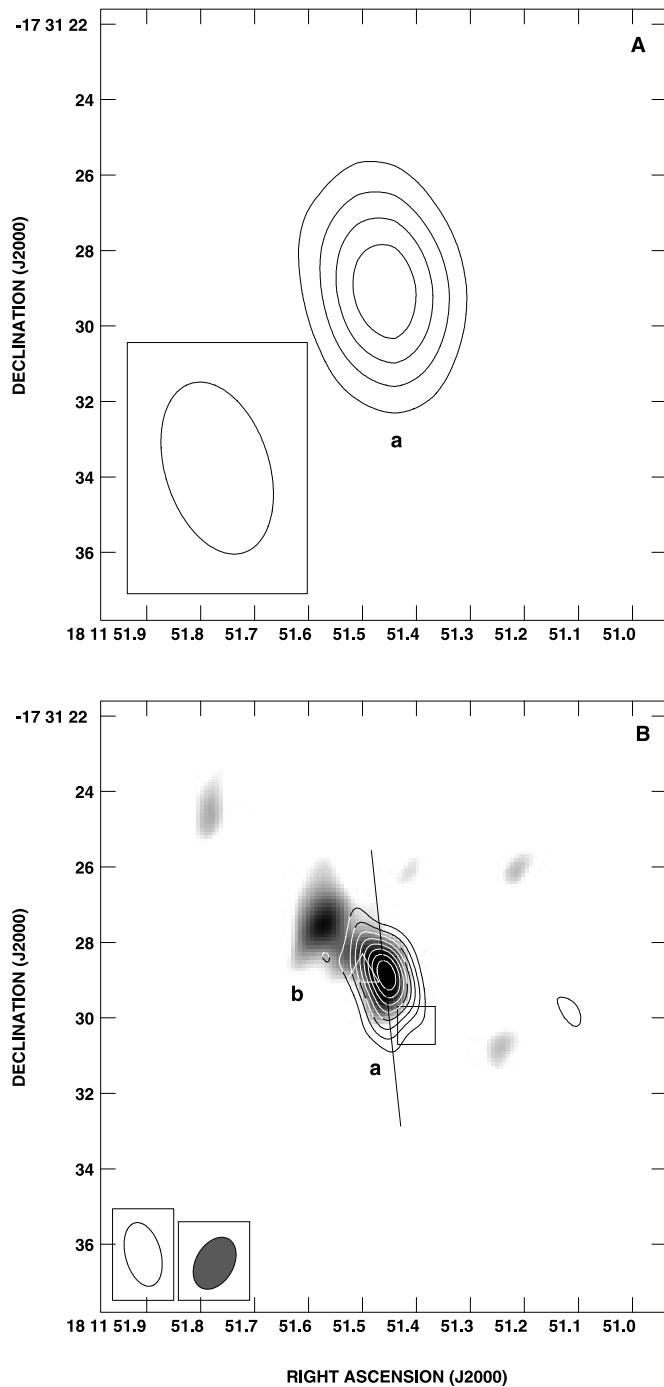 -17 31 22
A
24
26
28
30
32
34
36
DECLINATION (J2000)
a
18 11 51.9 51.8 51.7 51.6 51.5 51.4 51.3 51.2 51.1 51.0
-17 31 22
B
24
26
28
30
32
34
36
DECLINATION (J2000)
b
a
18 11 51.9 51.8 51.7 51.6 51.5 51.4 51.3 51.2 51.1 51.0
RIGHT ASCENSION (J2000)